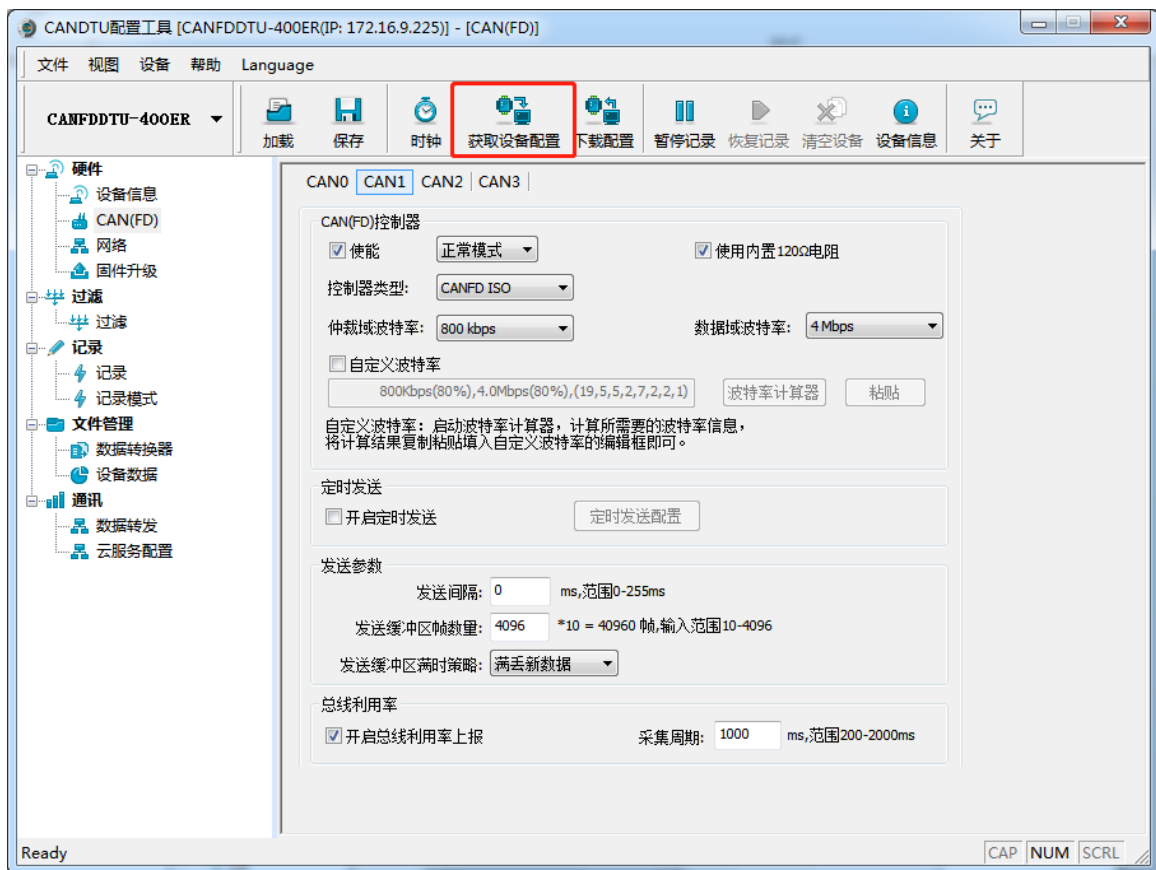 CANDTU配置工具 [CANFDDTU-400ER(IP: 172.16.9.225)] - [CAN(FD)]
文件 视图 设备 帮助 Language
CANFDDTU-400ER
加载 保存 时钟 获取设备配置 下载配置 暂停记录 恢复记录 清空设备 设备信息 关于
硬件
设备信息
CAN(FD)
网络
固件升级
过滤
过滤
记录
记录
记录模式
文件管理
数据转换器
设备数据
通讯
数据转发
云服务配置
CAN0 CAN1 CAN2 CAN3
CAN(FD)控制器
使能 正常模式 使用内置120Ω电阻
控制器类型: CANFD ISO
仲裁域波特率: 800 kbps 数据域波特率: 4 Mbps
自定义波特率
800Kbps(80%),4.0Mbps(80%),(19,5,5,2,7,2,2,1) 波特率计算器 粘贴
自定义波特率：启动波特率计算器，计算所需要的波特率信息，
将计算结果复制粘贴填入自定义波特率的编辑框即可。
定时发送
开启定时发送 定时发送配置
发送参数
发送间隔: 0 ms,范围0-255ms
发送缓冲区帧数量: 4096 *10 = 40960 帧,输入范围10-4096
发送缓冲区满时策略: 满丢新数据
总线利用率
开启总线利用率上报 采集周期: 1000 ms,范围200-2000ms
Ready CAP NUM SCRL